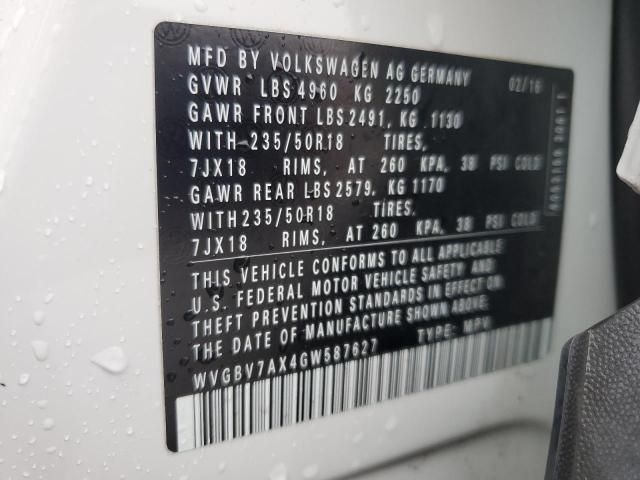 MFD BY VOLKSWAGEN AG GERMANY 02/16
GVWR LBS 4960 KG 2250
GAWR FRONT LBS 2491, KG 1130
WITH-235/50R18 TIRES,
7JX18 RIMS, AT 260 KPA, 38 PSI COLD
GAWR REAR LBS 2579, KG 1170
WITH235/50R18 TIRES,
7JX18 RIMS, AT 260 KPA, 38 PSI COLD
THIS VEHICLE CONFORMS TO ALL APPLICABLE
U.S. FEDERAL MOTOR VEHICLE SAFETY AND
THEFT PREVENTION STANDARDS IN EFFECT ON
THE DATE OF MANUFACTURE SHOWN ABOVE.
WVGBV7AX4GW587627 TYPE: MPV